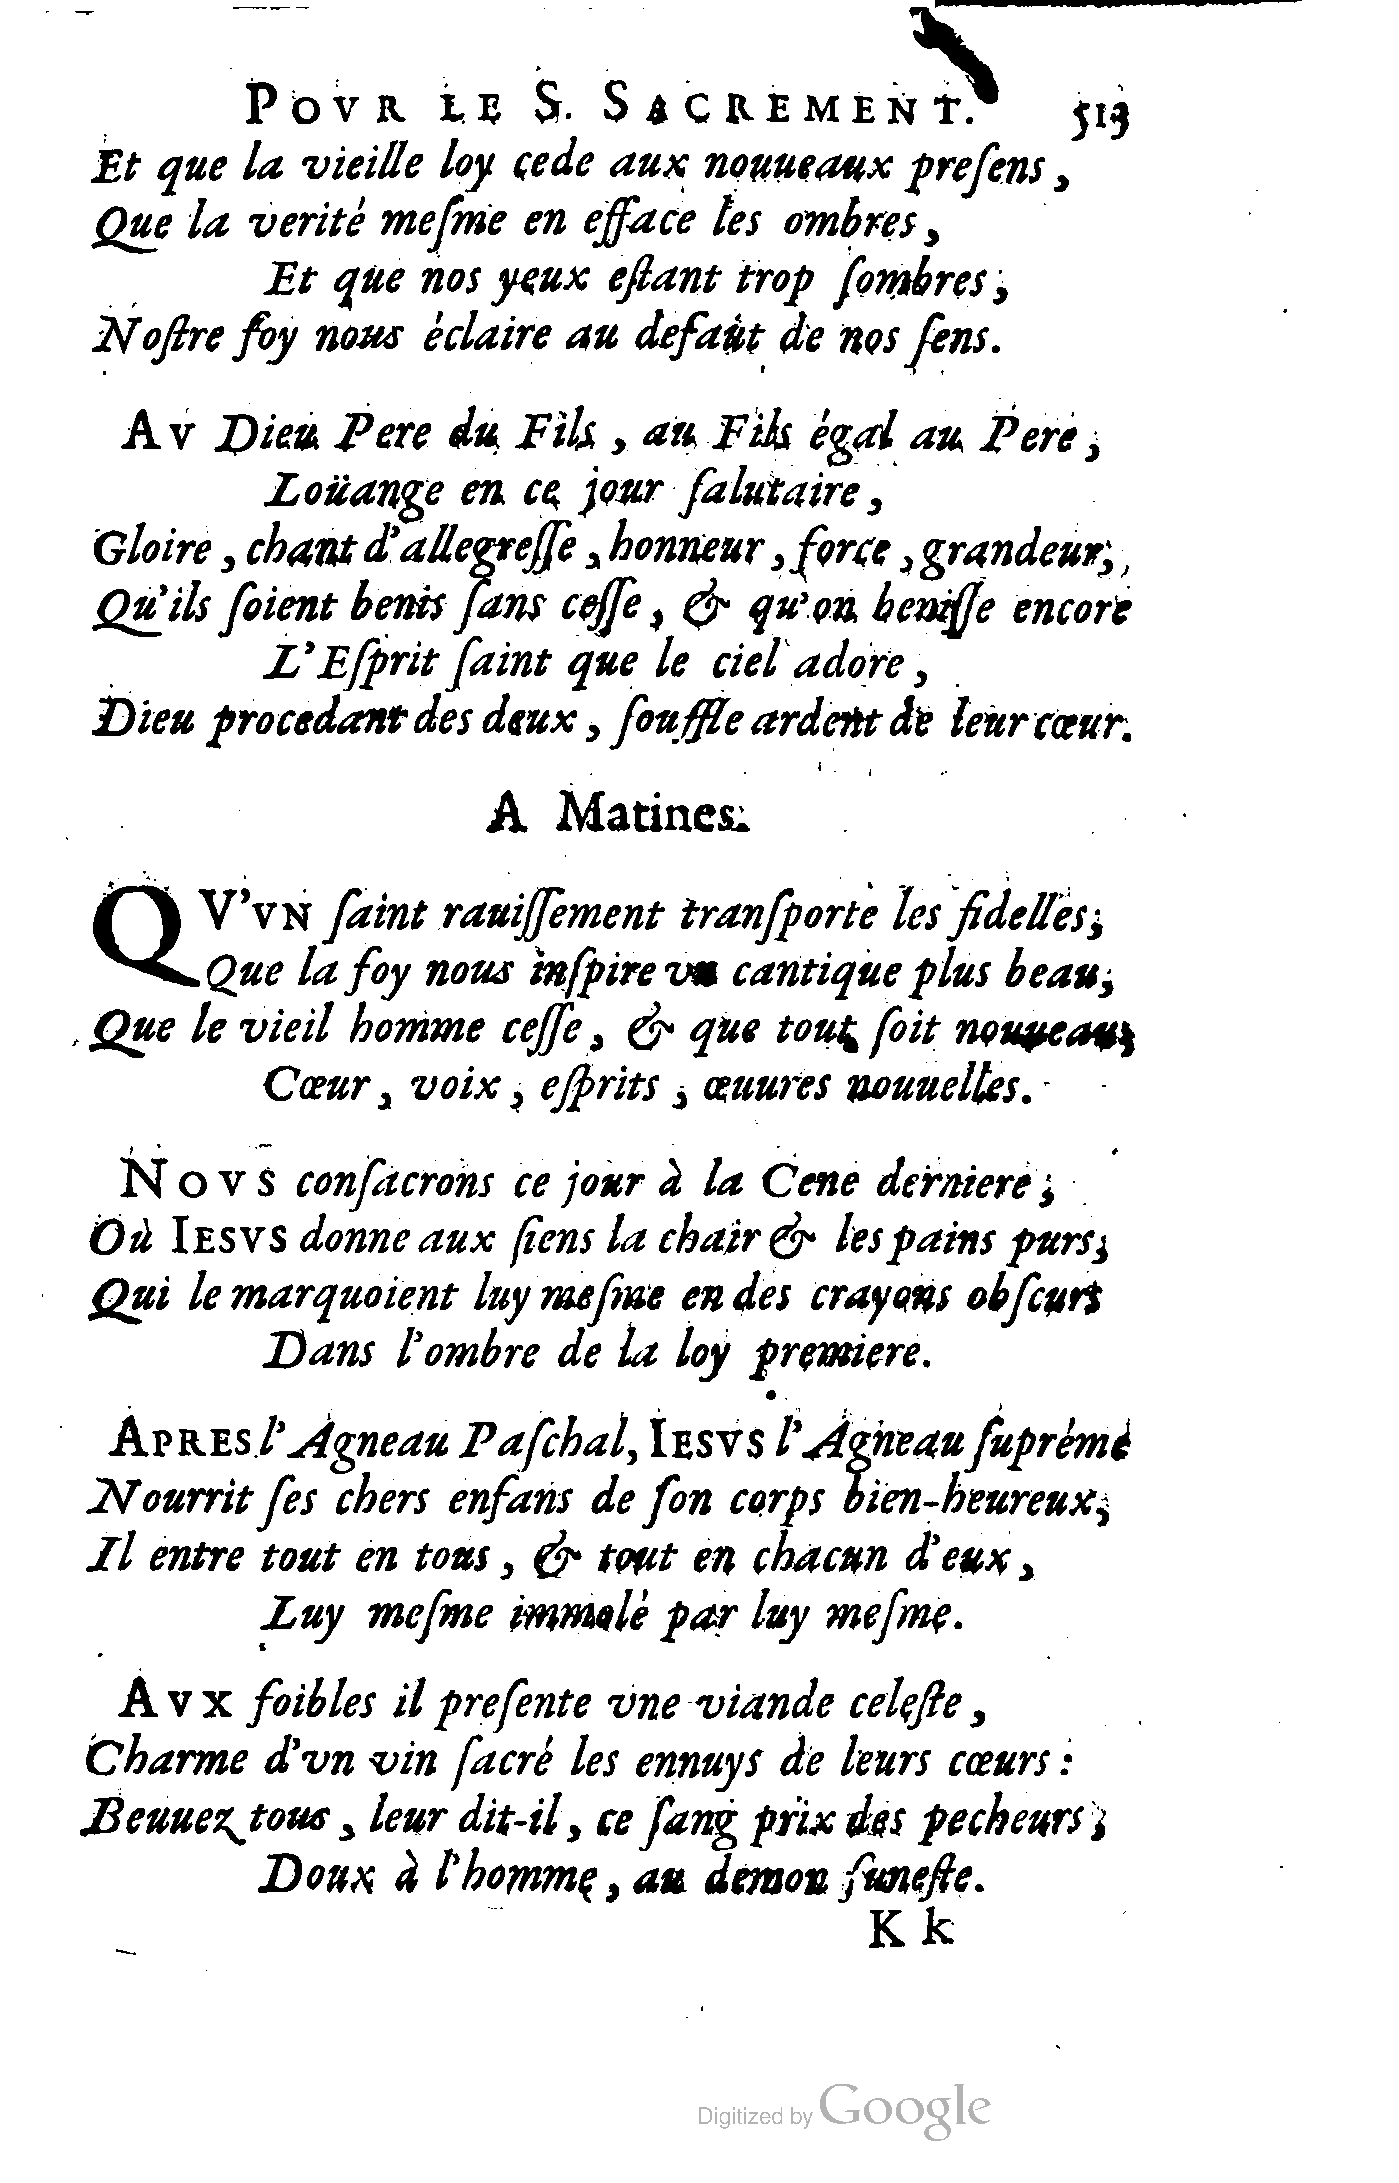 POVR LE S. SACREMENT. 513
Et que la vieille loy cede aux nouueaux preſens,
Que la verité meſme en efface les ombres,
Et que nos yeux eſtant trop ſombres,
Noſtre foy nous éclaire au defaut de nos ſens.
AV Dieu Pere du Fils, au Fils égal au Pere,
Loüange en ce jour ſalutaire,
Gloire, chant d'allegreſſe, honneur, force, grandeur,
Qu'ils ſoient benis ſans ceſſe, & qu'on beniſſe encore
L'Eſprit ſaint que le ciel adore,
Dieu procedant des deux, ſouffle ardent de leur cœur.
A Matines.
QV'VN ſaint rauiſſement tranſporte les fidelles,
Que la foy nous inſpire vn cantique plus beau,
Que le vieil homme ceſſe, & que tout ſoit nouueau,
Cœur, voix, eſprits, œuures nouuelles.
NOVS conſacrons ce jour à la Cene derniere,
Où IESVS donne aux ſiens la chair & les pains purs,
Qui le marquoient luy meſme en des crayons obſcurs
Dans l'ombre de la loy premiere.
APRES l'Agneau Paſchal, IESVS l'Agneau ſupréme
Nourrit ſes chers enfans de ſon corps bien-heureux,
Il entre tout en tous, & tout en chacun d'eux,
Luy meſme immolé par luy meſme.
AVX foibles il preſente vne viande celeſte,
Charme d'vn vin ſacré les ennuys de leurs cœurs:
Beuuez tous, leur dit-il, ce ſang prix des pecheurs,
Doux à l'homme, au demon funeſte.
Kk
Digitized by Google